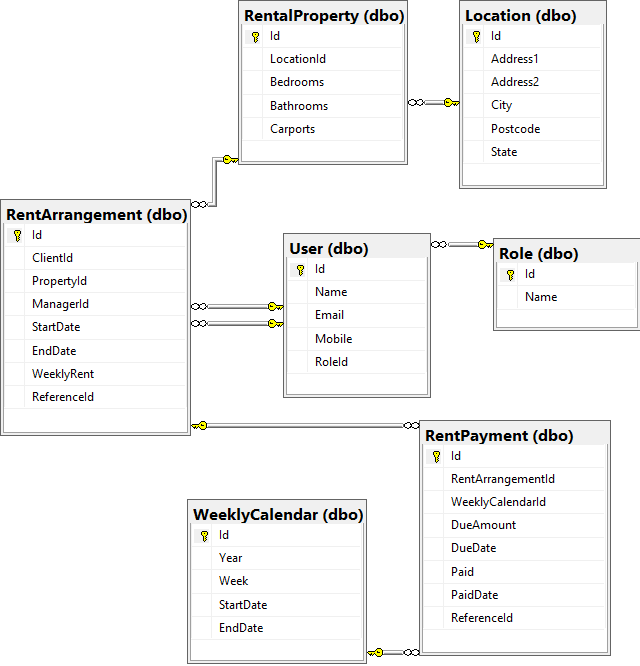 RentalProperty (dbo)
Id
LocationId
Bedrooms
Bathrooms
Carports
Location (dbo)
Id
Address1
Address2
City
Postcode
State
RentArrangement (dbo)
Id
ClientId
PropertyId
ManagerId
StartDate
EndDate
WeeklyRent
ReferenceId
User (dbo)
Id
Name
Email
Mobile
RoleId
Role (dbo)
Id
Name
RentPayment (dbo)
Id
RentArrangementId
WeeklyCalendarId
DueAmount
DueDate
Paid
PaidDate
ReferenceId
WeeklyCalendar (dbo)
Id
Year
Week
StartDate
EndDate